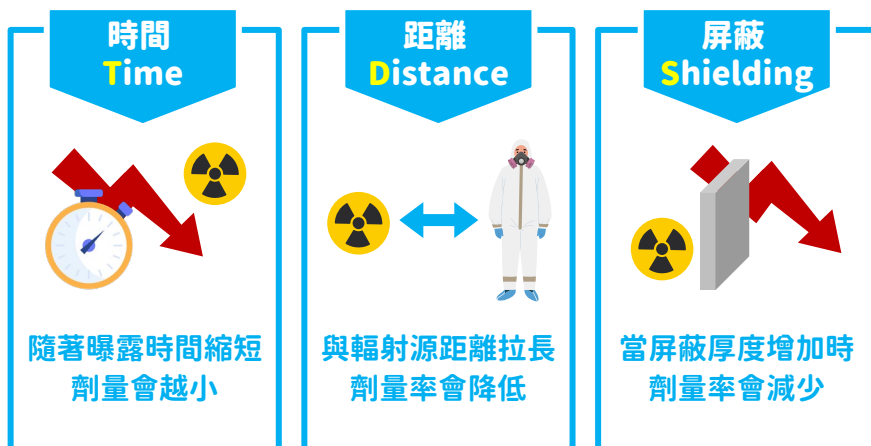 時間
Time
隨著曝露時間縮短
劑量會越小
距離
Distance
與輻射源距離拉長
劑量率會降低
屏蔽
Shielding
當屏蔽厚度增加時
劑量率會減少